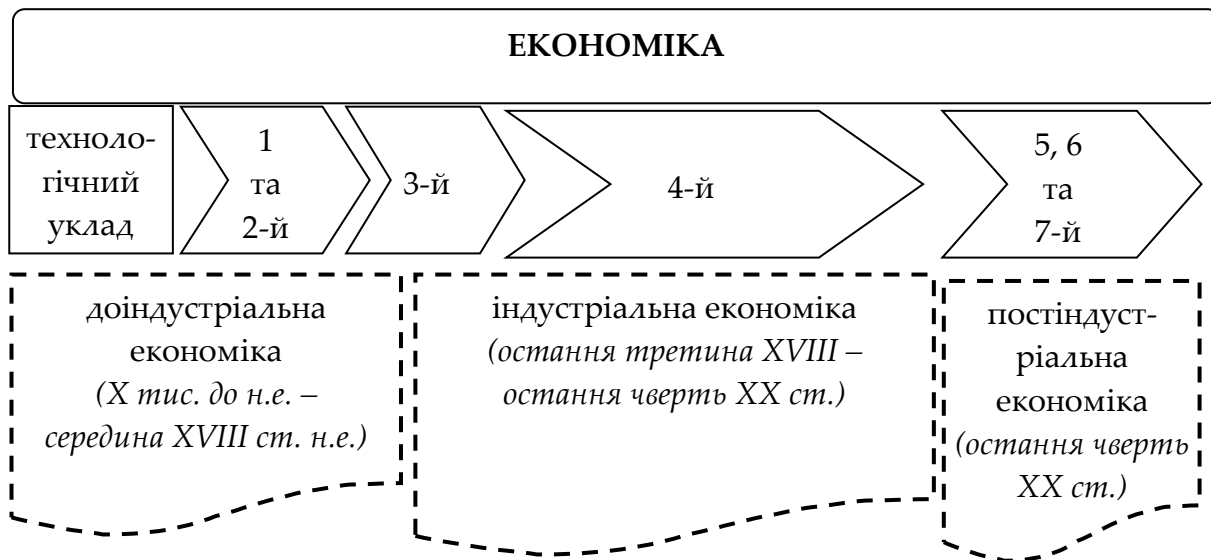 ЕКОНОМІКА
техноло-
гічний
уклад
1
та
2-й
3-й
4-й
5, 6
та
7-й
доіндустріальна
економіка
(X тис. до н.е. –
середина XVIII ст. н.е.)
індустріальна економіка
(остання третина XVIII –
остання чверть XX ст.)
постіндуст-
ріальна
економіка
(остання чверть
XX ст.)